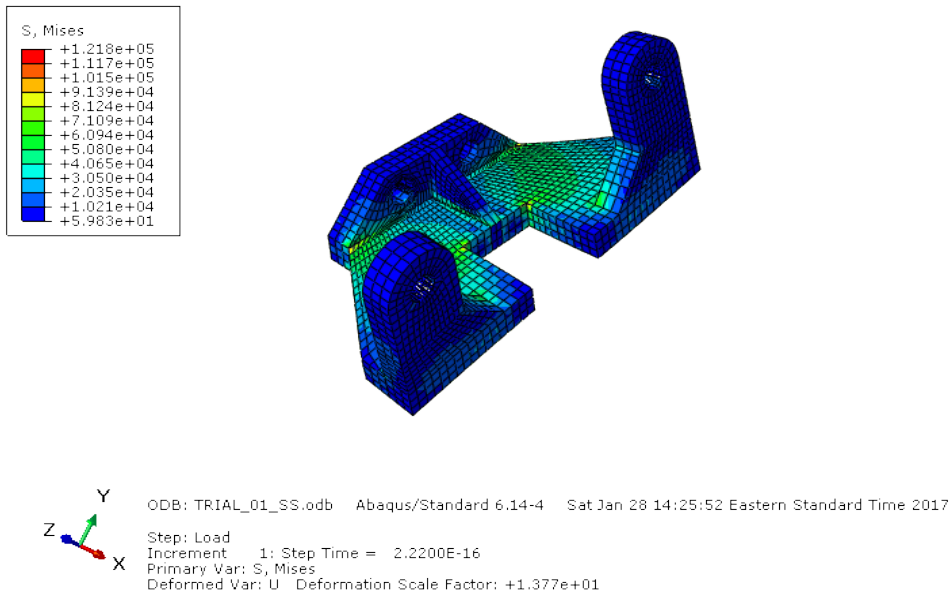 S, Mises
+1.218e+05
+1.117e+05
+1.015e+05
+9.139e+04
+8.124e+04
+7.109e+04
+6.094e+04
+5.080e+04
+4.065e+04
+3.050e+04
+2.035e+04
+1.021e+04
+5.983e+01
Y
Z
X
ODB: TRIAL_01_SS.odb Abaqus/Standard 6.14-4 Sat Jan 28 14:25:52 Eastern Standard Time 2017
Step: Load
Increment 1: Step Time = 2.2200E-16
Primary Var: S, Mises
Deformed Var: U Deformation Scale Factor: +1.377e+01